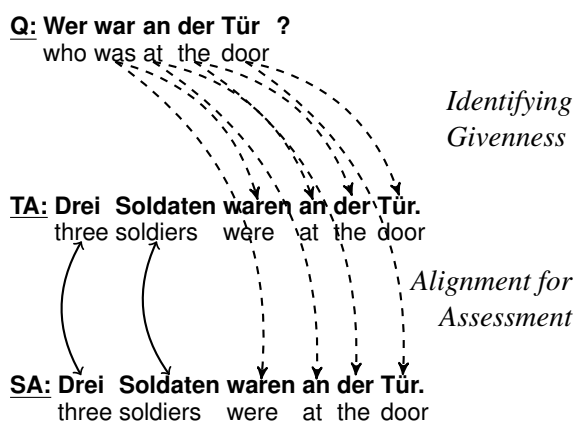 Q: Wer war an der Tür ?
who was at the door
Identifying
Givenness
TA: Drei Soldaten waren an der Tür.
three soldiers were at the door
Alignment for
Assessment
SA: Drei Soldaten waren an der Tür.
three soldiers were at the door